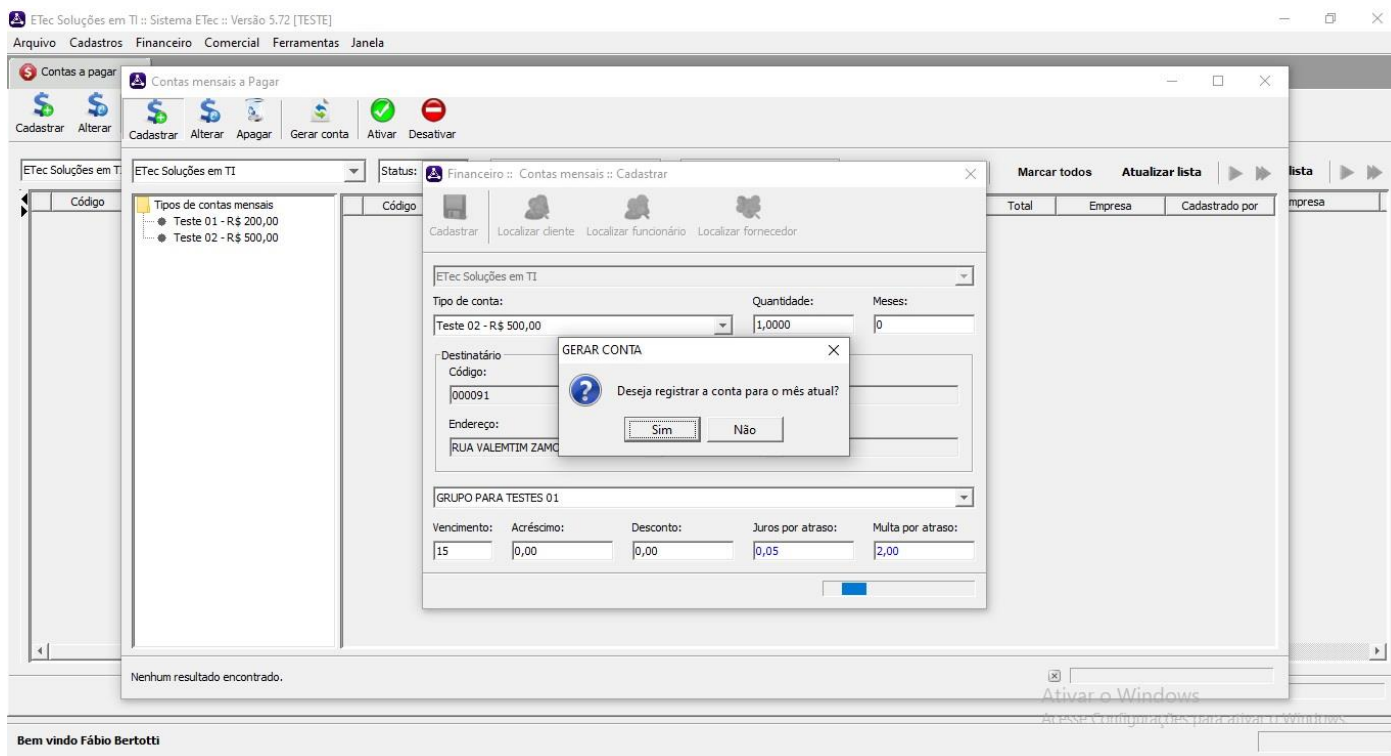 ETec Soluções em TI :: Sistema ETec :: Versão 5.72 [TESTE]
Arquivo Cadastros Financeiro Comercial Ferramentas Janela
Contas a pagar
Cadastrar Alterar
ETec Soluções em T
Código
Contas mensais a Pagar
Cadastrar Alterar Apagar Gerar conta Ativar Desativar
ETec Soluções em TI
Status:
Marcar todos Atualizar lista
lista
Tipos de contas mensais
Teste 01 - R$ 200,00
Teste 02 - R$ 500,00
Código
Total Empresa Cadastrado por
mpresa
Financeiro :: Contas mensais :: Cadastrar
Cadastrar Localizar cliente Localizar funcionário Localizar fornecedor
ETec Soluções em TI
Tipo de conta: Quantidade: Meses:
Teste 02 - R$ 500,00 1,0000 0
Destinatário
Código:
000091
Endereço:
RUA VALEMTIM ZAMO
GERAR CONTA
Deseja registrar a conta para o mês atual?
Sim Não
GRUPO PARA TESTES 01
Vencimento: Acréscimo: Desconto: Juros por atraso: Multa por atraso:
15 0,00 0,00 0,05 2,00
Nenhum resultado encontrado.
Ativar o Windows
Acesse Configurações para ativar o Windows.
Bem vindo Fábio Bertotti